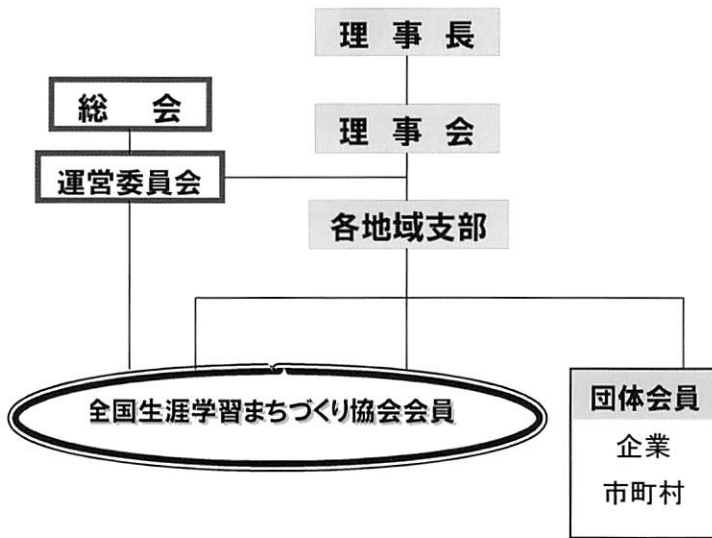 理事長
総会
理事会
運営委員会
各地域支部
全国生涯学習まちづくり協会会員
団体会員
企業
市町村